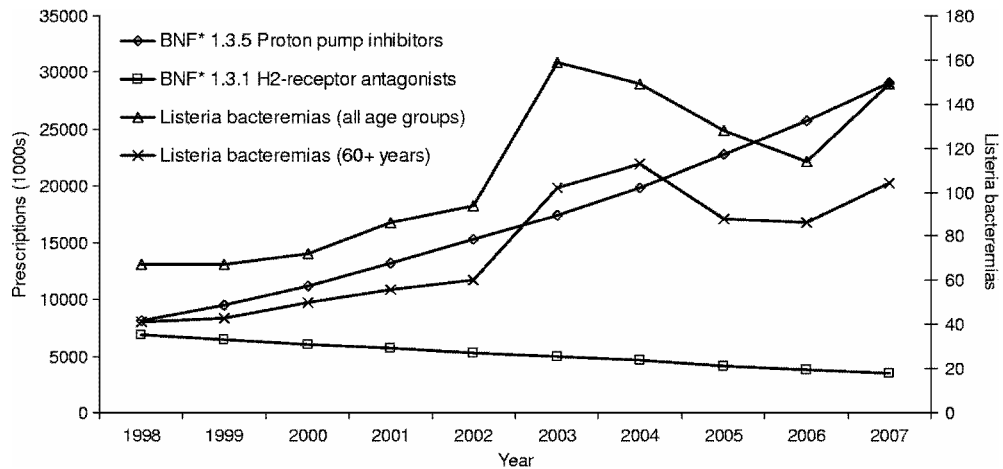 35000
30000
25000
20000
15000
10000
5000
0
Prescriptions (1000s)
BNF* 1.3.5 Proton pump inhibitors
BNF* 1.3.1 H2-receptor antagonists
Listeria bacteremias (all age groups)
Listeria bacteremias (60+ years)
180
160
140
120
100
80
60
40
20
0
Listeria bacteremias
1998 1999 2000 2001 2002 2003 2004 2005 2006 2007
Year